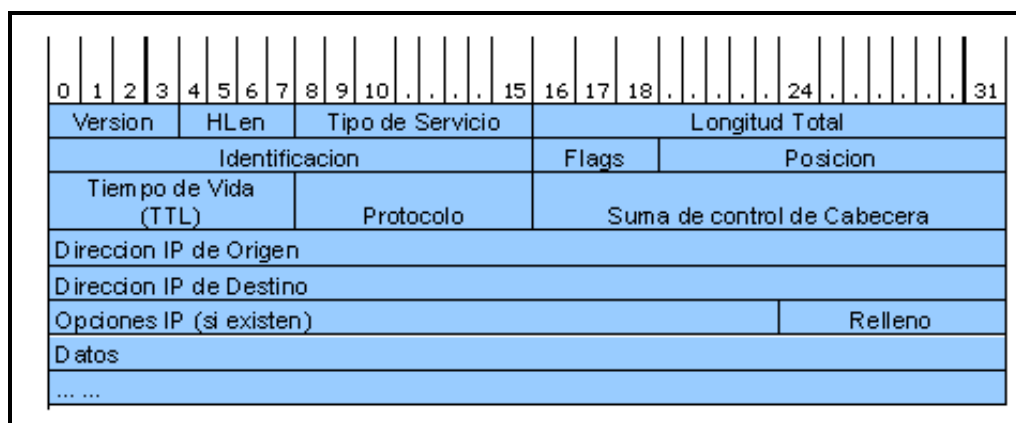 0 1 2 3 4 5 6 7 8 9 10 . . . . 15 16 17 18 . . . . . 24 . . . . . . 31
Version HLen Tipo de Servicio Longitud Total
Identificacion Flags Posicion
Tiempo de Vida
(TTL) Protocolo Suma de control de Cabecera
Direccion IP de Origen
Direccion IP de Destino
Opciones IP (si existen) Relleno
Datos
... ...